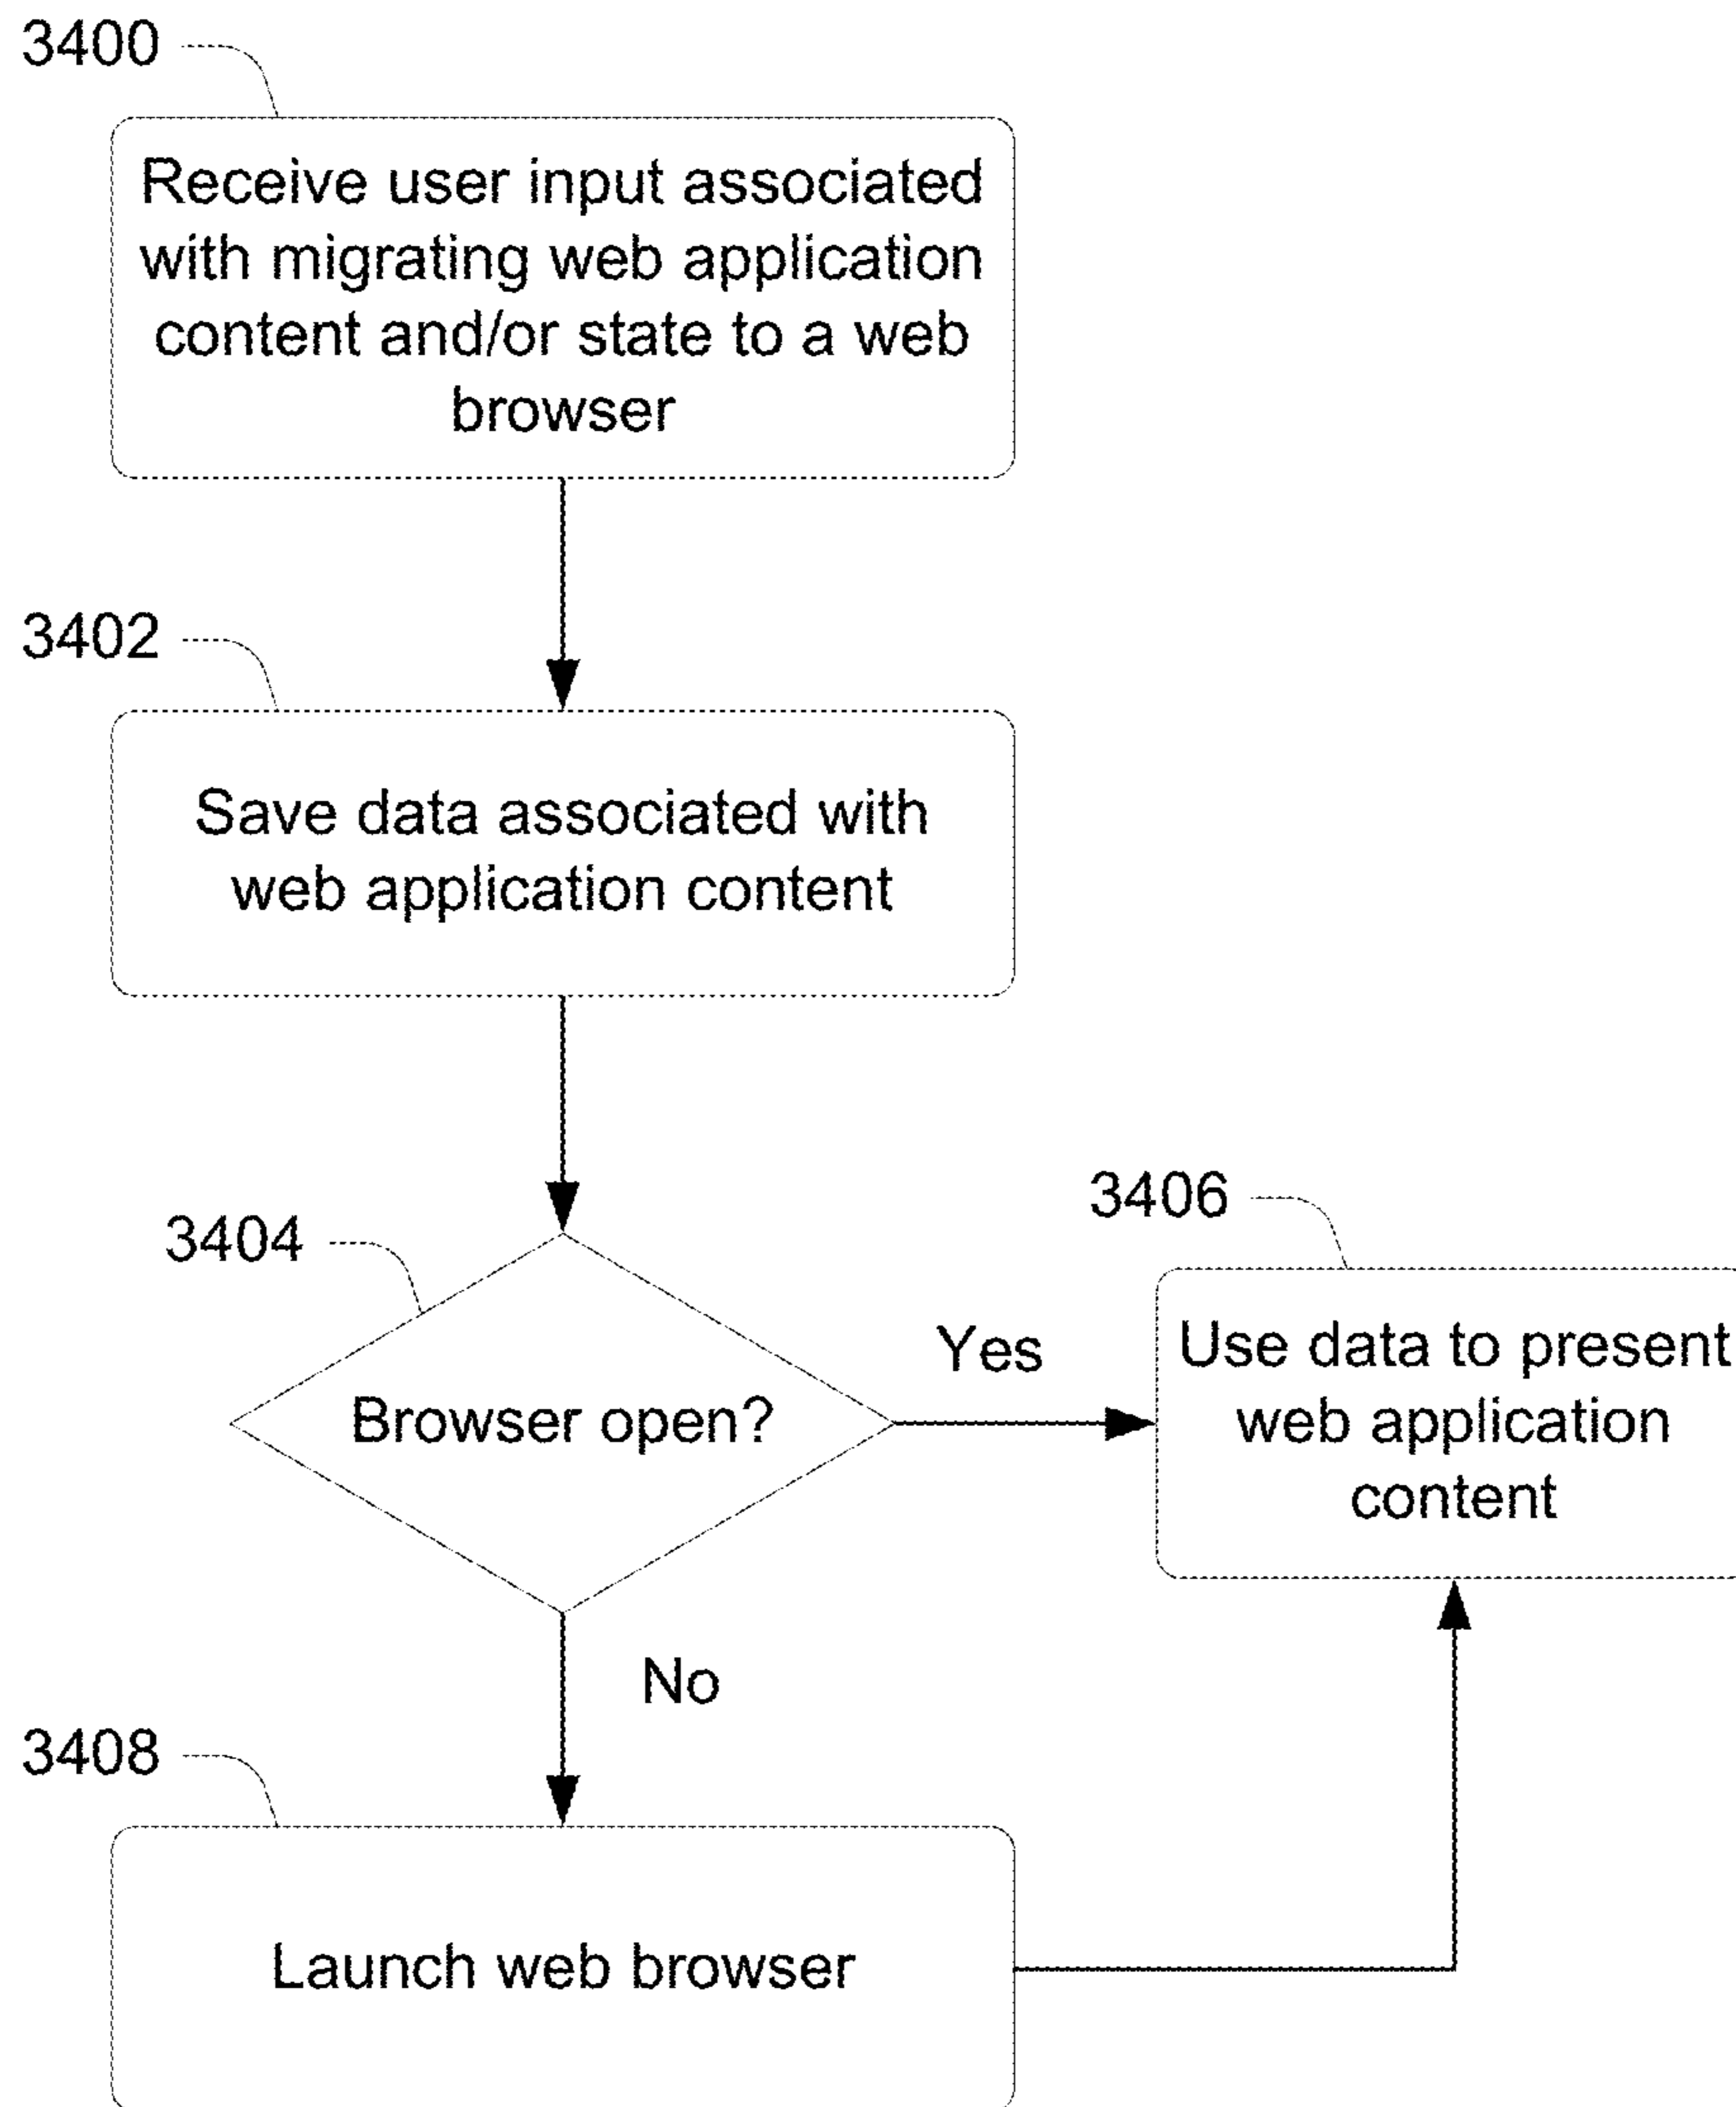 3400
Receive user input associated
with migrating web application
content and/or state to a web
browser
3402
Save data associated with
web application content
3404
Browser open?
Yes
3406
Use data to present
web application
content
No
3408
Launch web browser